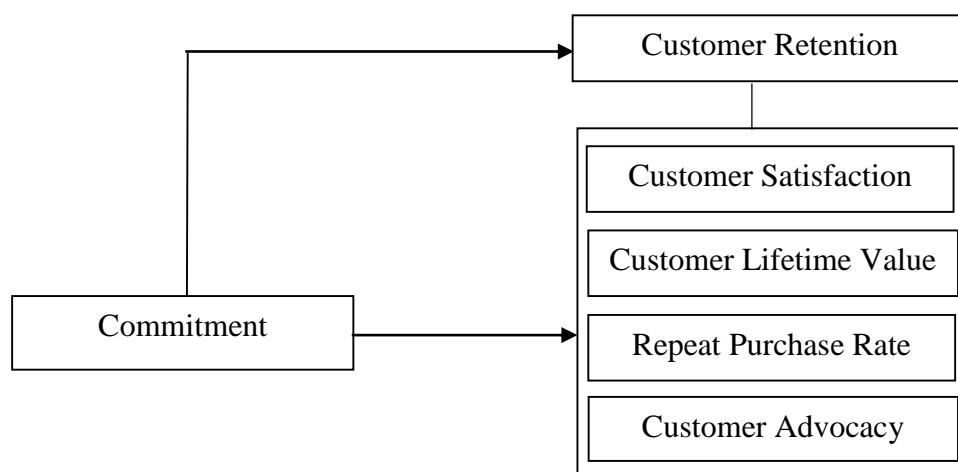 Customer Retention
Customer Satisfaction
Customer Lifetime Value
Commitment
Repeat Purchase Rate
Customer Advocacy